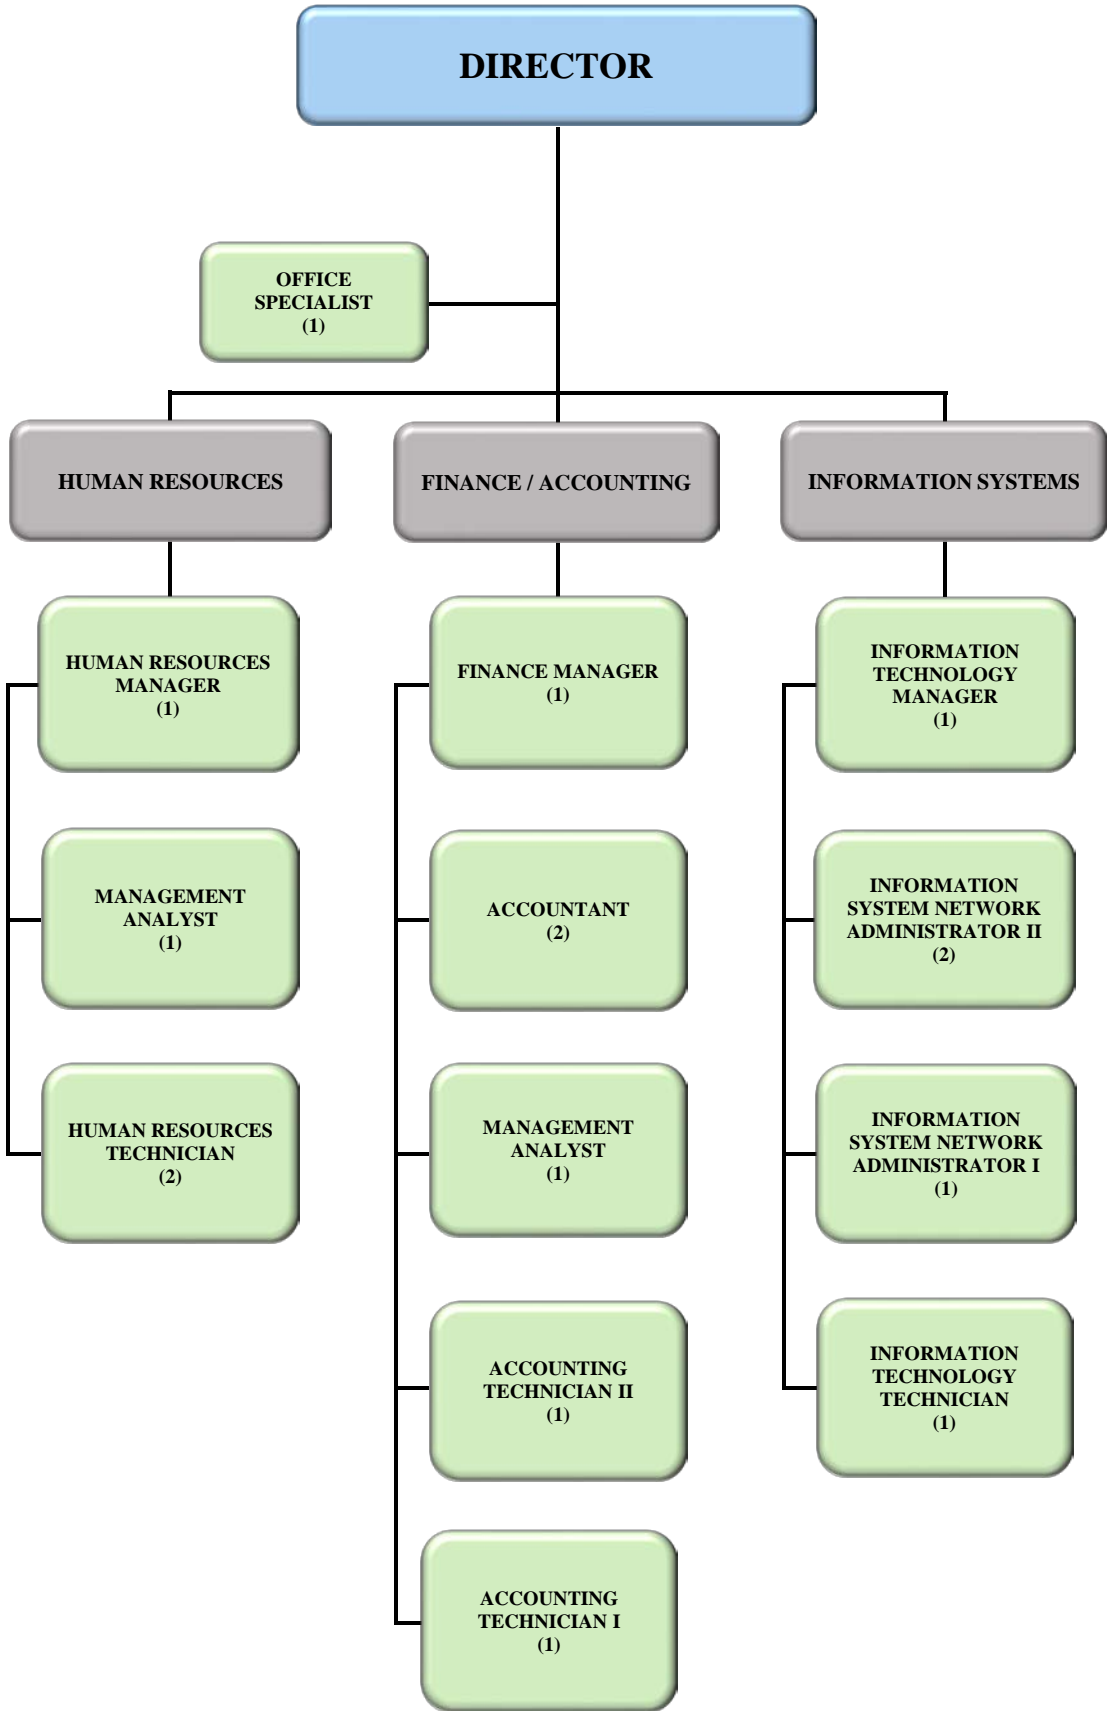 DIRECTOR
OFFICE
SPECIALIST
(1)
HUMAN RESOURCES
FINANCE / ACCOUNTING
INFORMATION SYSTEMS
HUMAN RESOURCES
MANAGER
(1)
FINANCE MANAGER
(1)
INFORMATION
TECHNOLOGY
MANAGER
(1)
MANAGEMENT
ANALYST
(1)
ACCOUNTANT
(2)
INFORMATION
SYSTEM NETWORK
ADMINISTRATOR II
(2)
HUMAN RESOURCES
TECHNICIAN
(2)
MANAGEMENT
ANALYST
(1)
INFORMATION
SYSTEM NETWORK
ADMINISTRATOR I
(1)
ACCOUNTING
TECHNICIAN II
(1)
INFORMATION
TECHNOLOGY
TECHNICIAN
(1)
ACCOUNTING
TECHNICIAN I
(1)